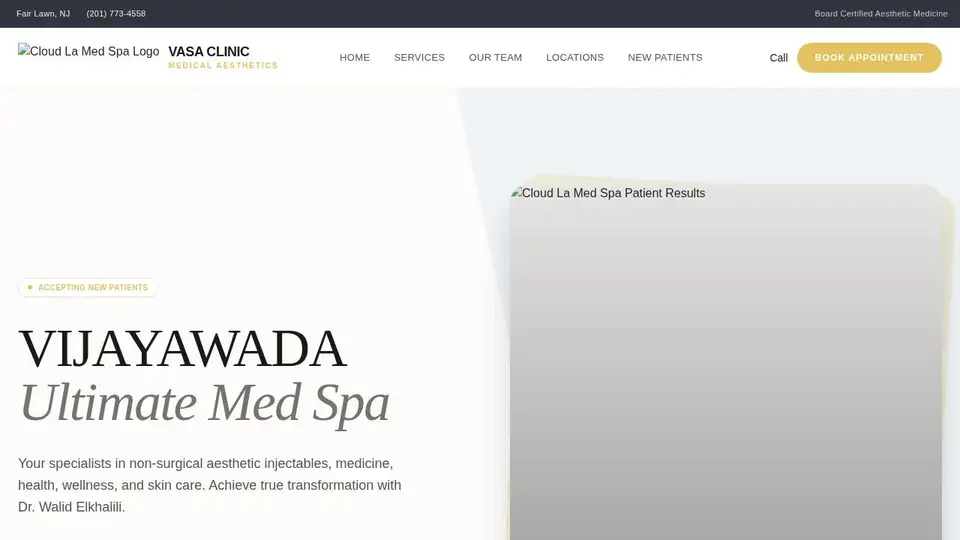 Fair Lawn, NJ (201) 773-4558 Board Certified Aesthetic Medicine
Cloud La Med Spa Logo VASA CLINIC
MEDICAL AESTHETICS
HOME SERVICES OUR TEAM LOCATIONS NEW PATIENTS Call BOOK APPOINTMENT
Cloud La Med Spa Patient Results
ACCEPTING NEW PATIENTS
VIJAYAWADA
Ultimate Med Spa
Your specialists in non-surgical aesthetic injectables, medicine,
health, wellness, and skin care. Achieve true transformation with
Dr. Walid Elkhalili.